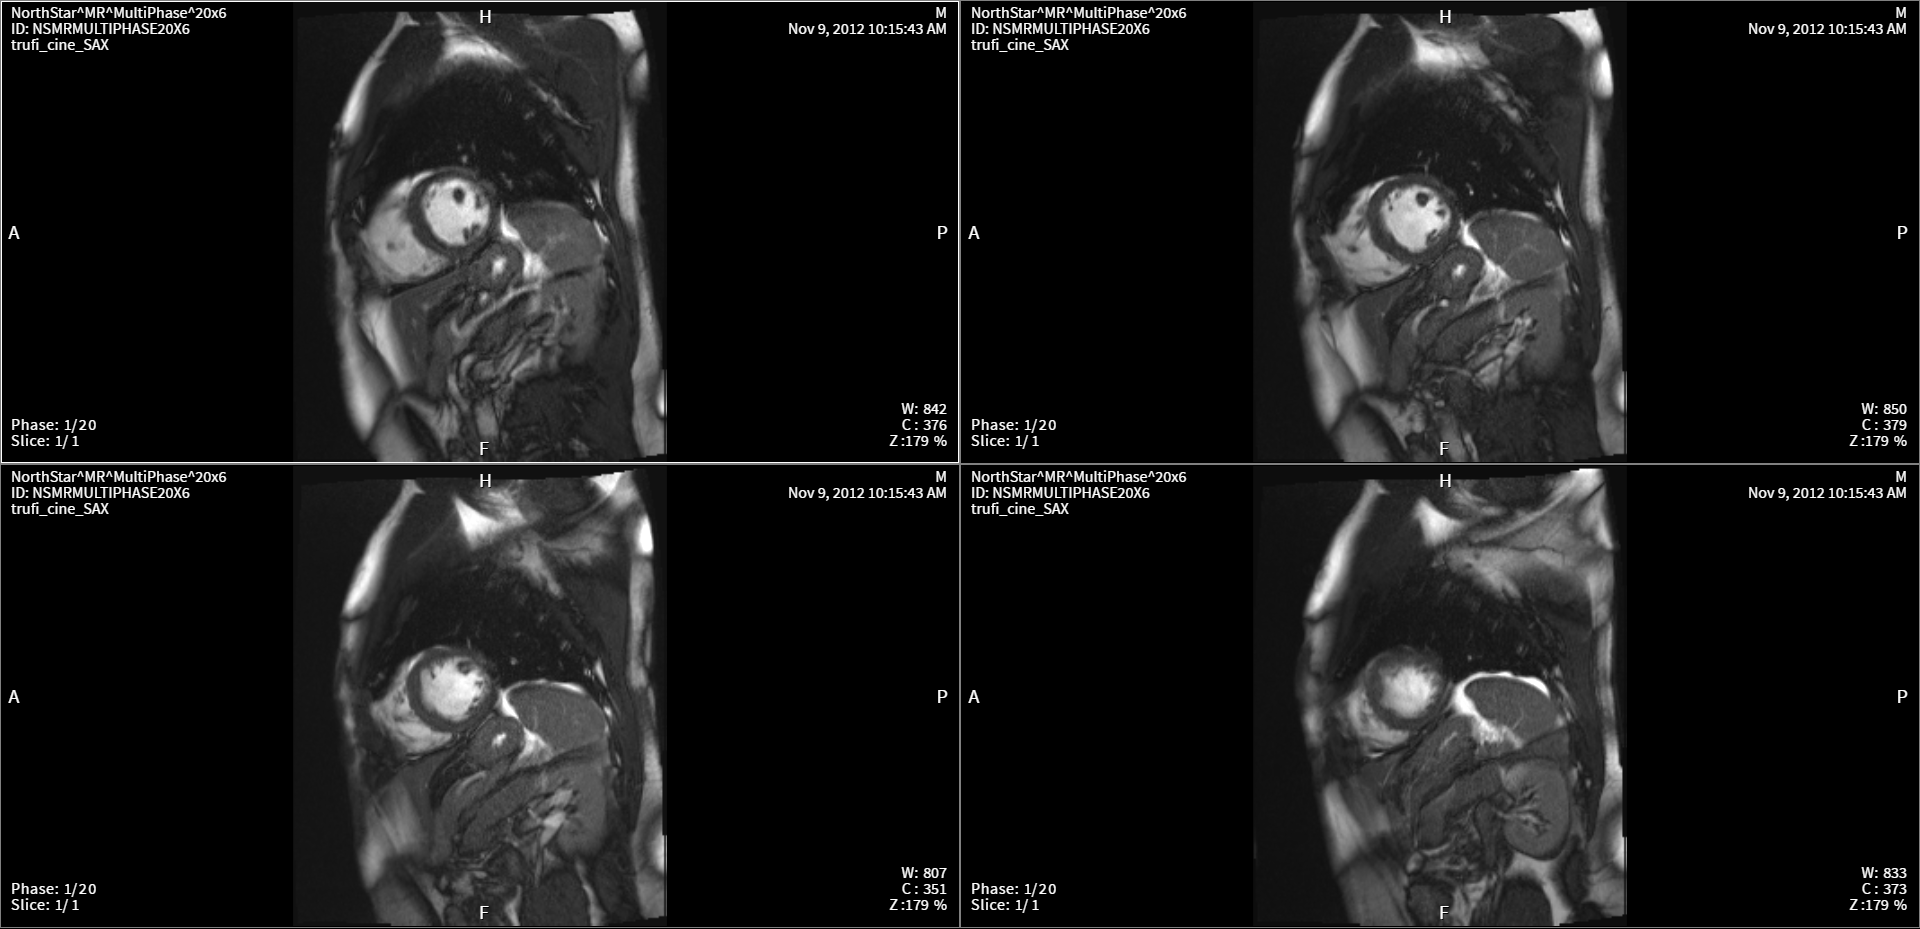 NorthStar^MR^MultiPhase^20x6
ID: NSMRMULTIPHASE20X6
trufi_cine_SAX
H
M
Nov 9, 2012 10:15:43 AM
A
P
Phase: 1/20
Slice: 1/1
F
W: 842
C: 376
Z:179 %
NorthStar^MR^MultiPhase^20x6
ID: NSMRMULTIPHASE20X6
trufi_cine_SAX
H
M
Nov 9, 2012 10:15:43 AM
A
P
Phase: 1/20
Slice: 1/1
F
W: 850
C: 379
Z:179 %
NorthStar^MR^MultiPhase^20x6
ID: NSMRMULTIPHASE20X6
trufi_cine_SAX
H
M
Nov 9, 2012 10:15:43 AM
A
P
Phase: 1/20
Slice: 1/1
F
W: 807
C: 351
Z:179 %
NorthStar^MR^MultiPhase^20x6
ID: NSMRMULTIPHASE20X6
trufi_cine_SAX
H
M
Nov 9, 2012 10:15:43 AM
A
P
Phase: 1/20
Slice: 1/1
F
W: 833
C: 373
Z:179 %